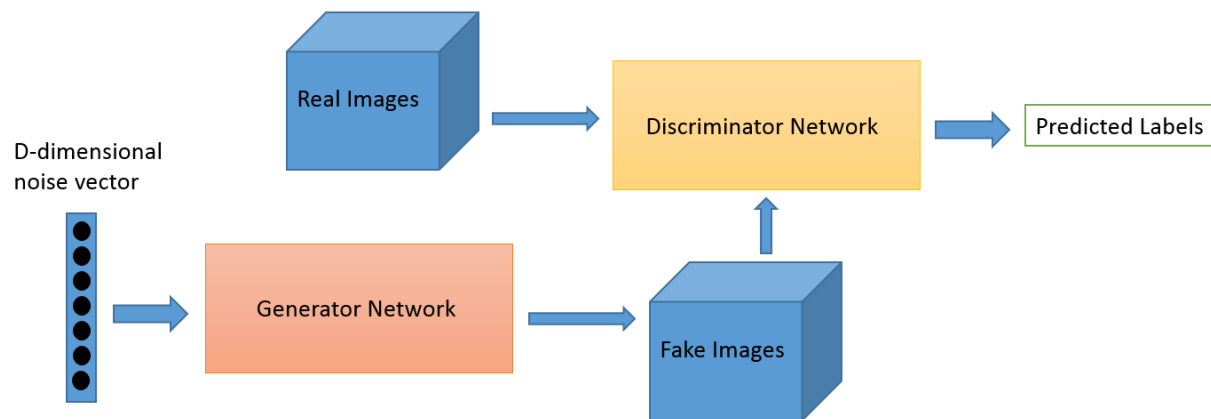 Real Images
Discriminator Network
Predicted Labels
D-dimensional
noise vector
Generator Network
Fake Images